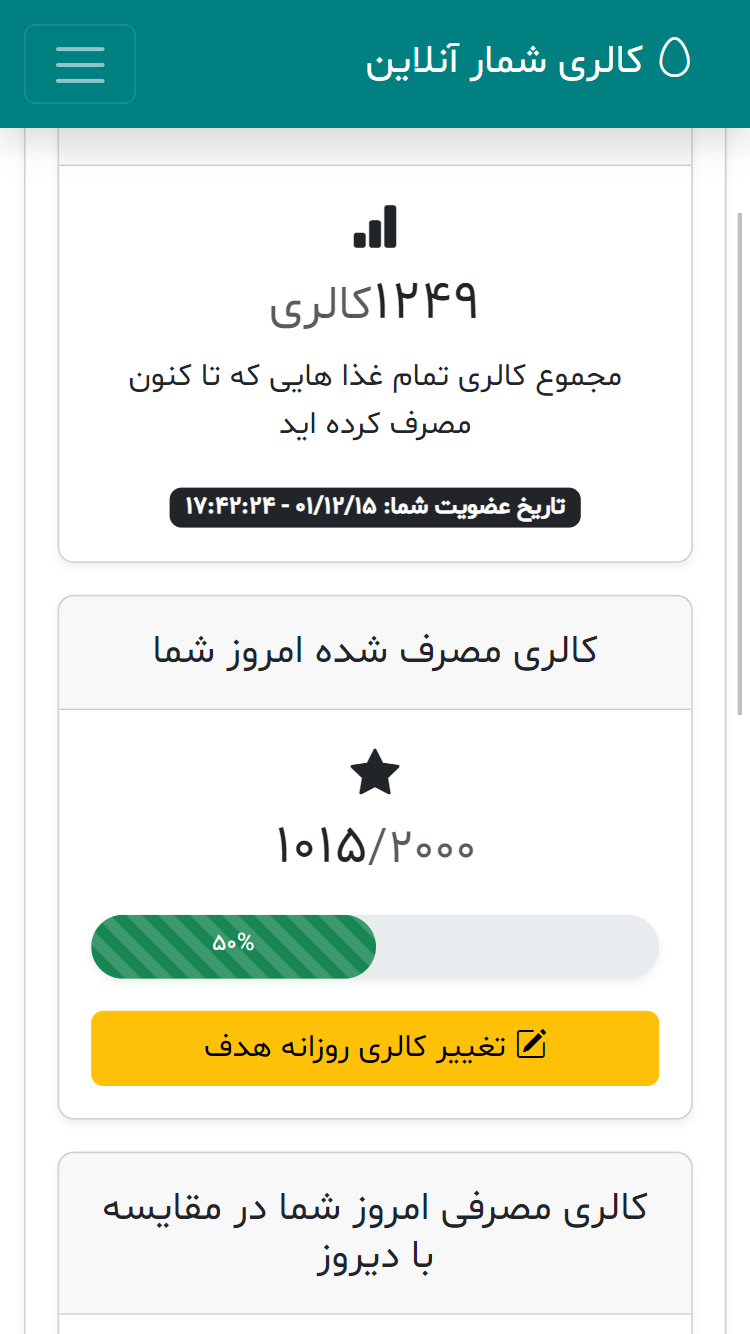 کالری شمار آنلاین
۱۲۴۹کالری
مجموع کالری تمام غذا هایی که تا کنون
مصرف کرده اید
تاریخ عضویت شما: ۰۱/۱۲/۱۵ - ۱۷:۴۲:۲۴
کالری مصرف شده امروز شما
۱۰۱۵/۲۰۰۰
۵۰%
تغییر کالری روزانه هدف
کالری مصرفی امروز شما در مقایسه
با دیروز